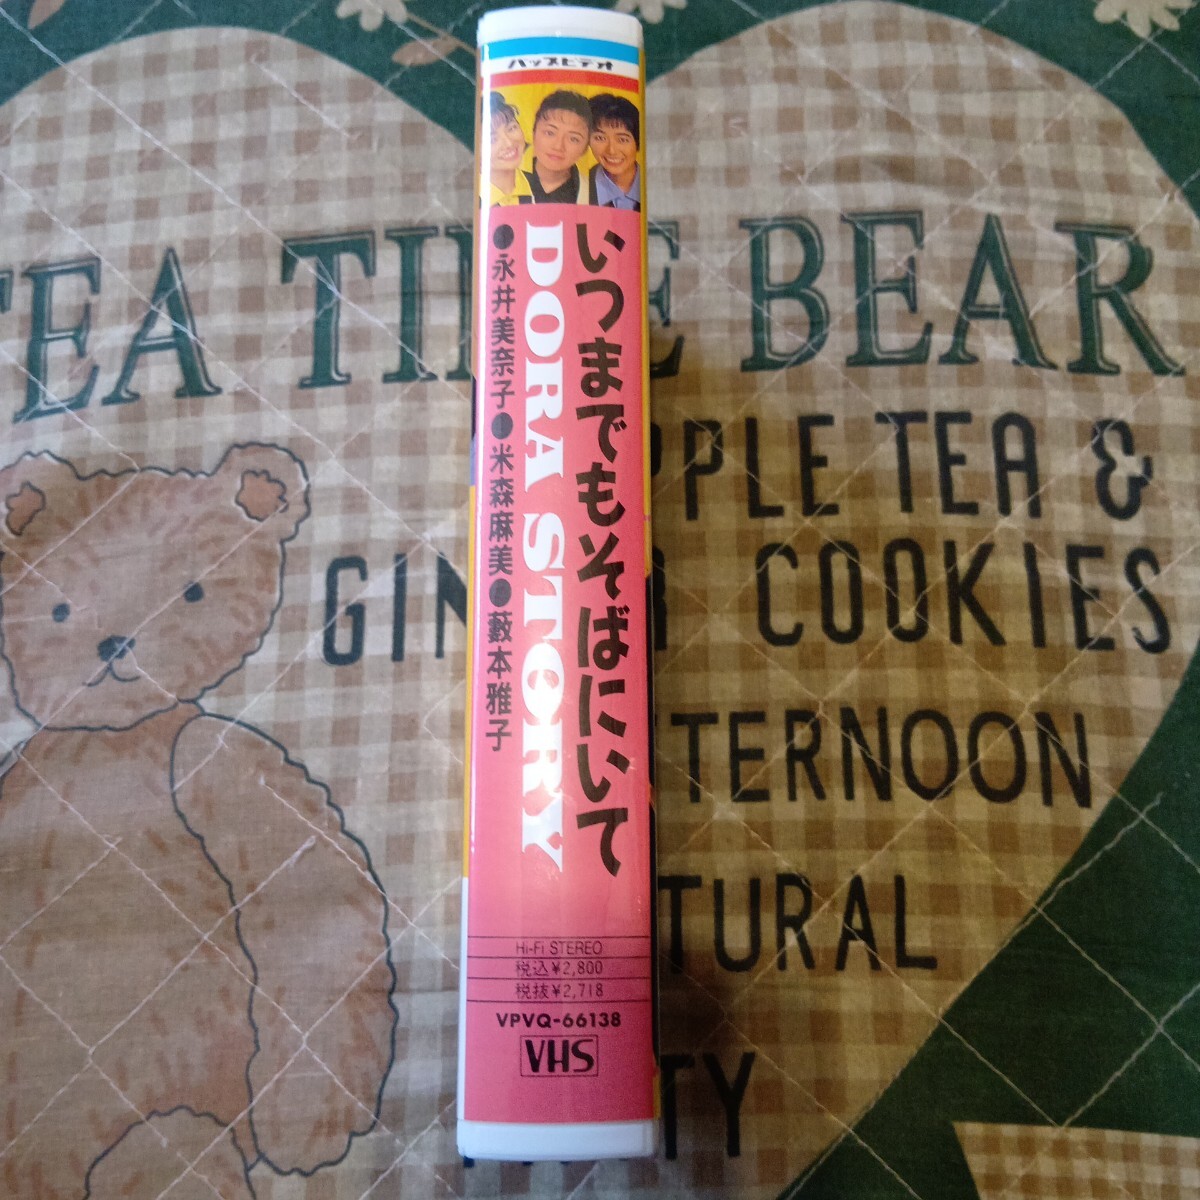 バップビデオ
いつまでもそばにいて
DORA STORY
●永井美奈子●米森麻美●藪本雅子
Hi-Fi STEREO
税込¥2,800
税抜¥2,718
VPVQ-66138
VHS
TEA TIME BEAR
PPLE TEA &
GIN R COOKIES
TERNOON
TURAL
TY